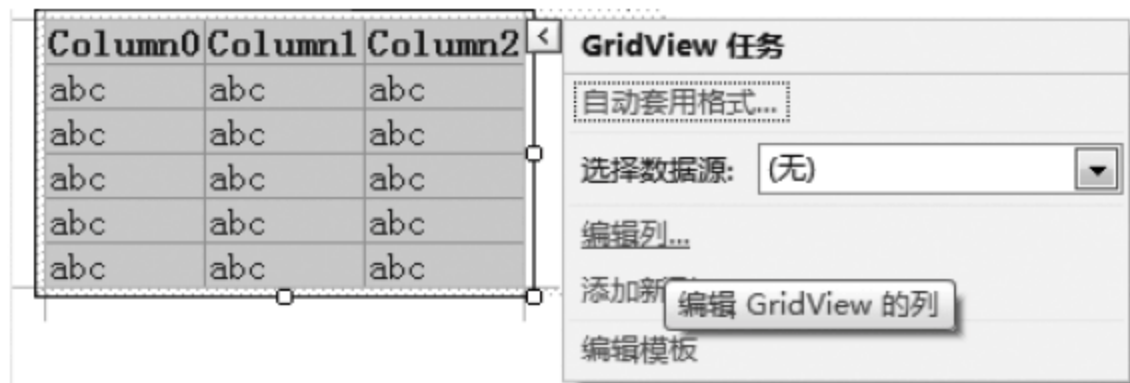 Column0 Column1 Column2
abc abc abc
abc abc abc
abc abc abc
abc abc abc
abc abc abc
<
GridView 任务
自动套用格式...
选择数据源: (无)
编辑列...
添加新
编辑 GridView 的列
编辑模板